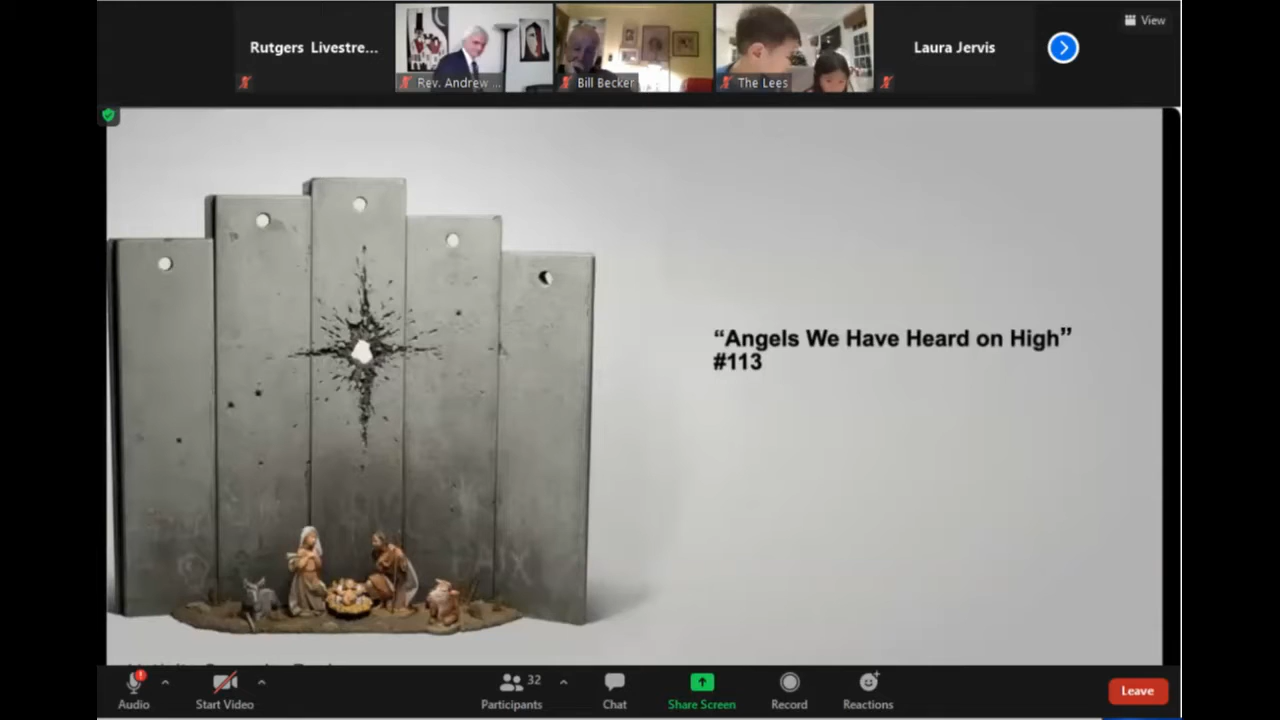 Rutgers Livestre...
Rev. Andrew ...
Bill Becker
The Lees
Laura Jervis
View
“Angels We Have Heard on High”
#113
Audio
Start Video
32
Participants
Chat
Share Screen
Record
Reactions
Leave